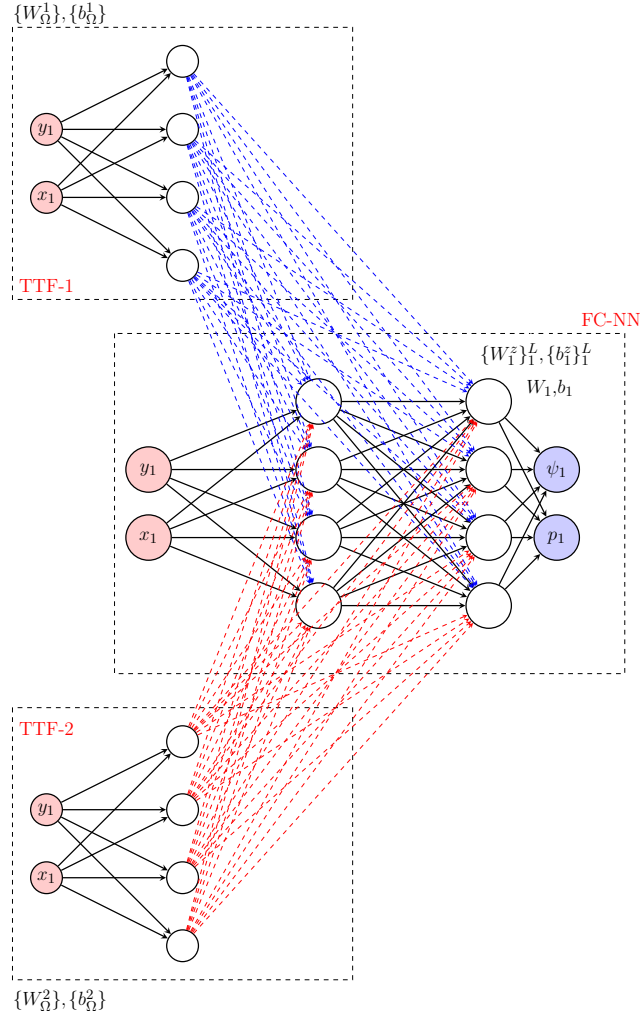 {W_Ω^1},{b_Ω^1}
y_1
x_1
TTF-1
FC-NN
{W_1^z}_1^L,{b_1^z}_1^L
W_1,b_1
y_1
ψ_1
x_1
p_1
TTF-2
y_1
x_1
{W_Ω^2},{b_Ω^2}